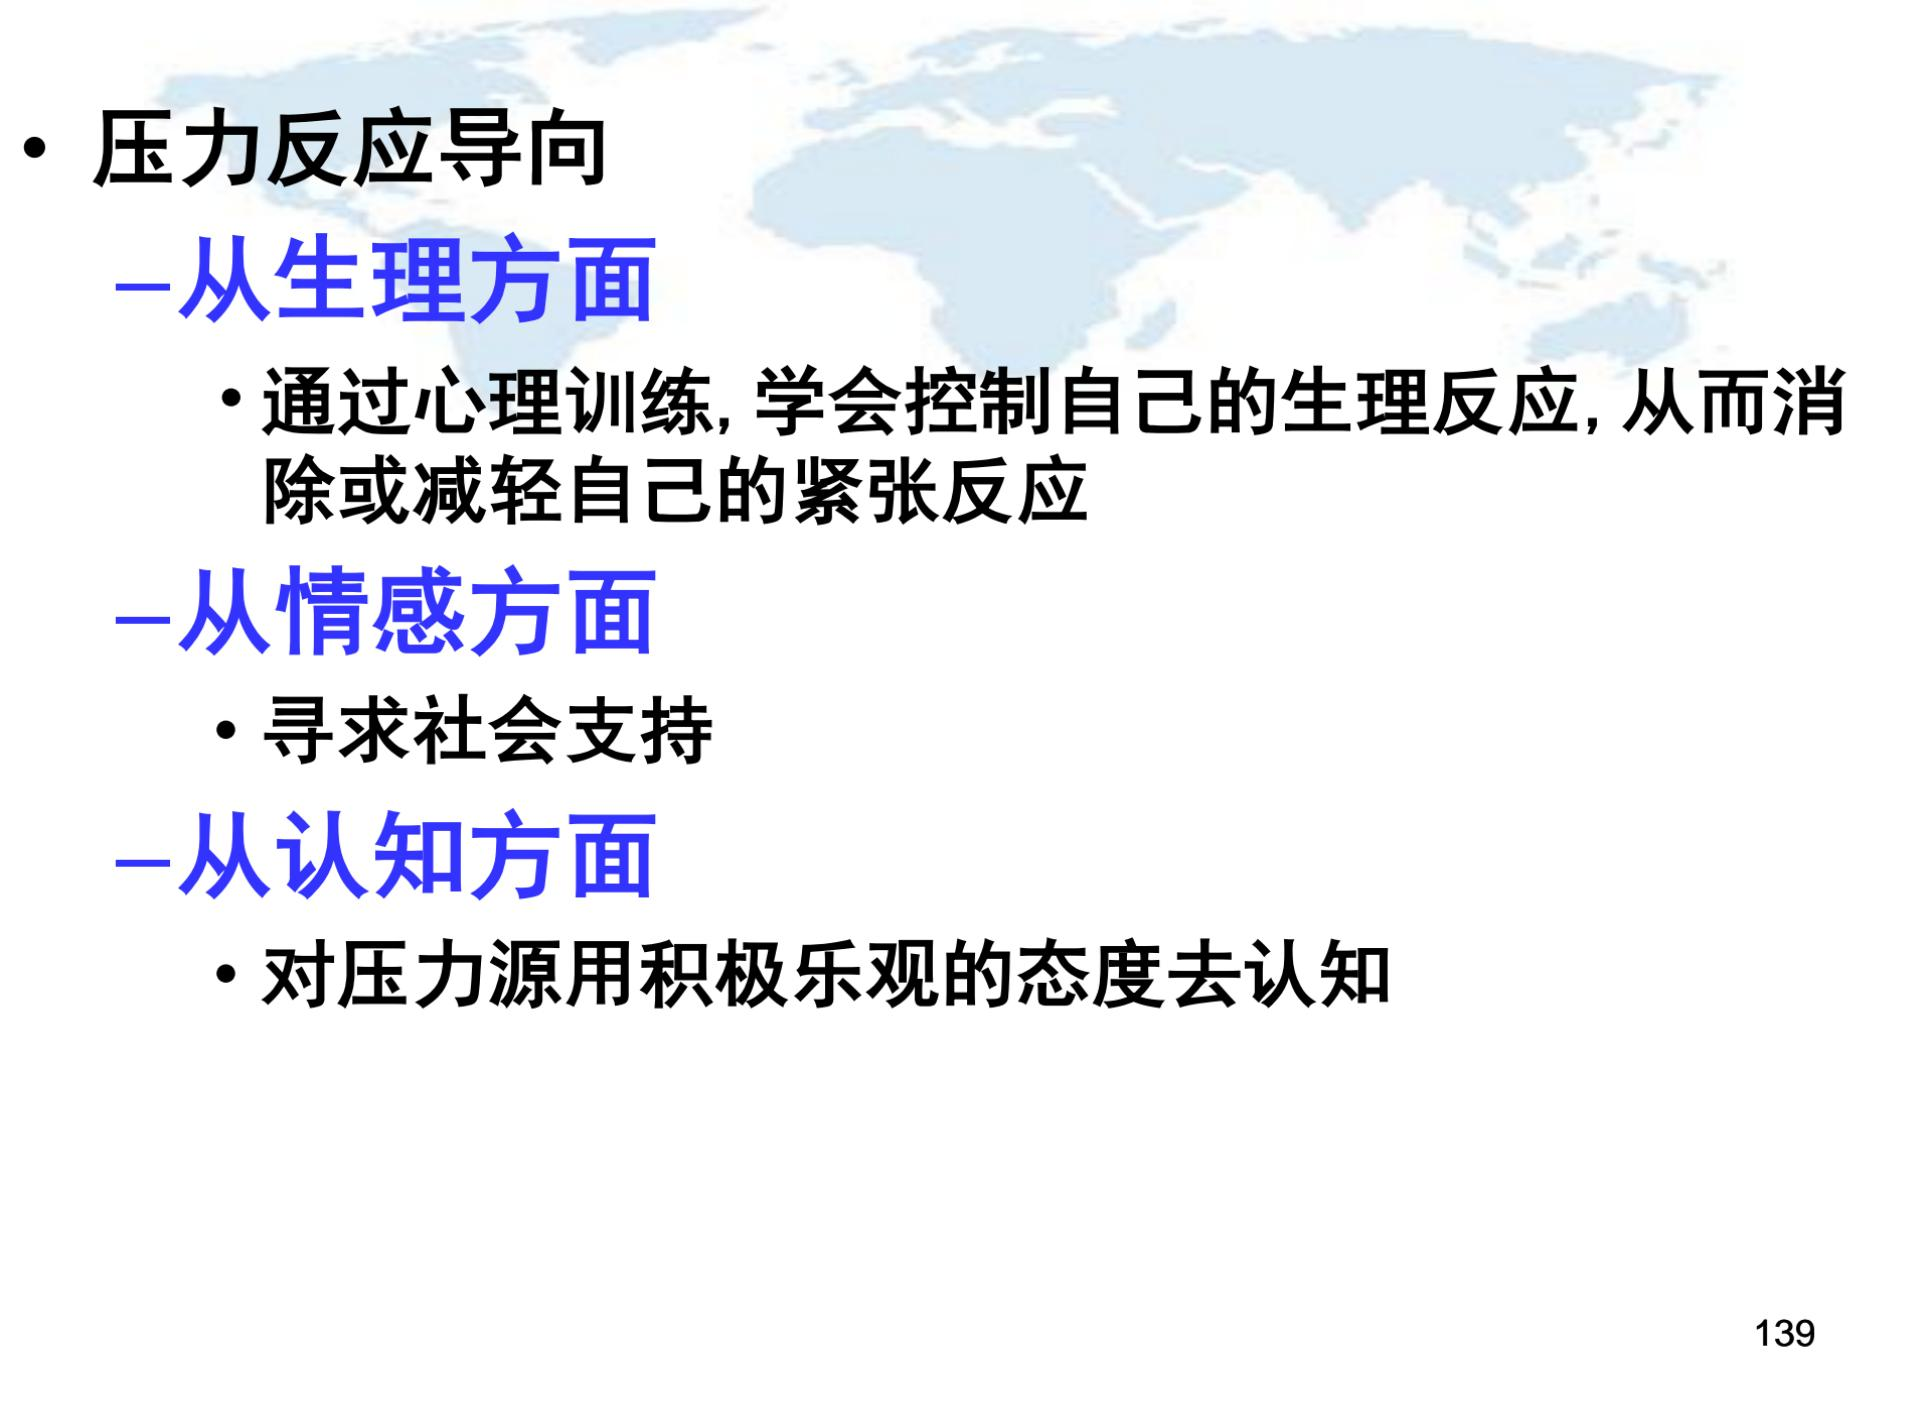 • 压力反应导向
–从生理方面
• 通过心理训练, 学会控制自己的生理反应, 从而消
除或减轻自己的紧张反应
–从情感方面
• 寻求社会支持
–从认知方面
• 对压力源用积极乐观的态度去认知
139